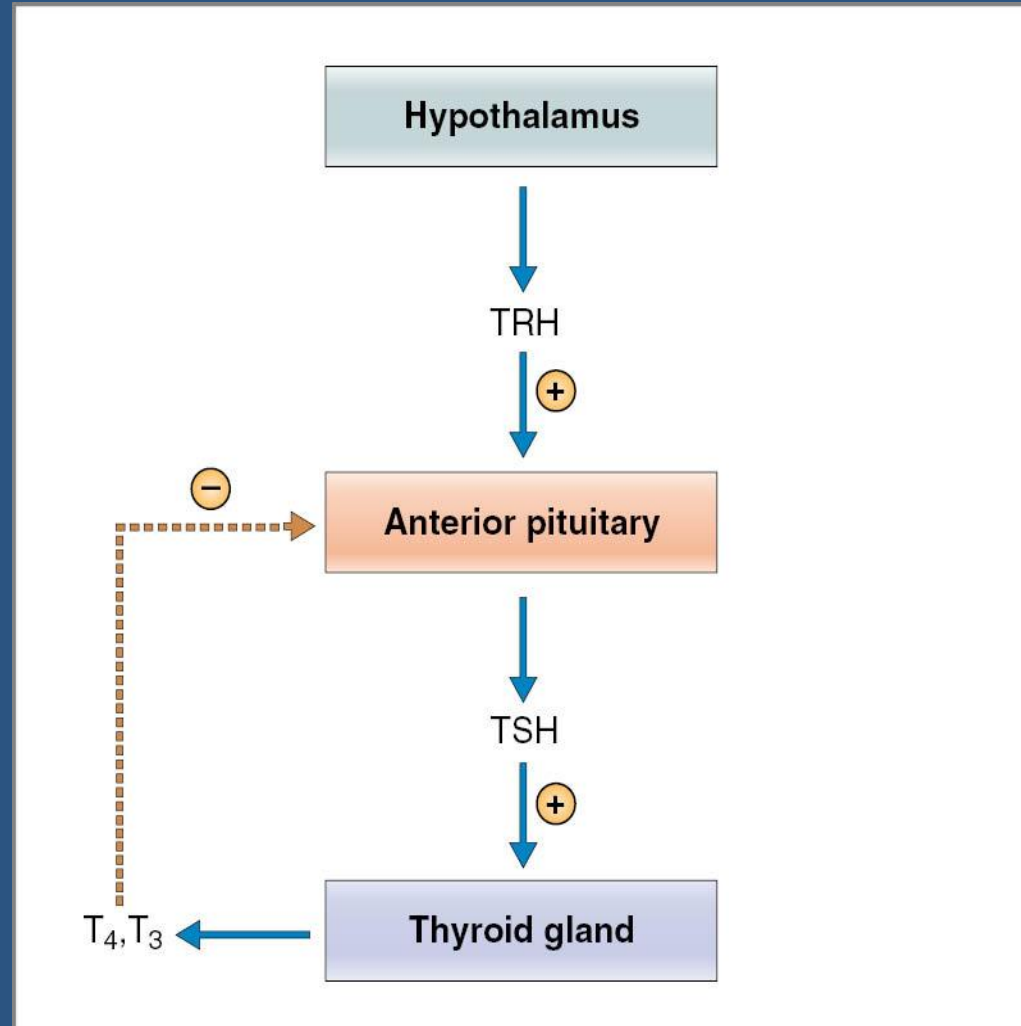 Hypothalamus
TRH
+
−
Anterior pituitary
TSH
+
T₄,T₃
Thyroid gland